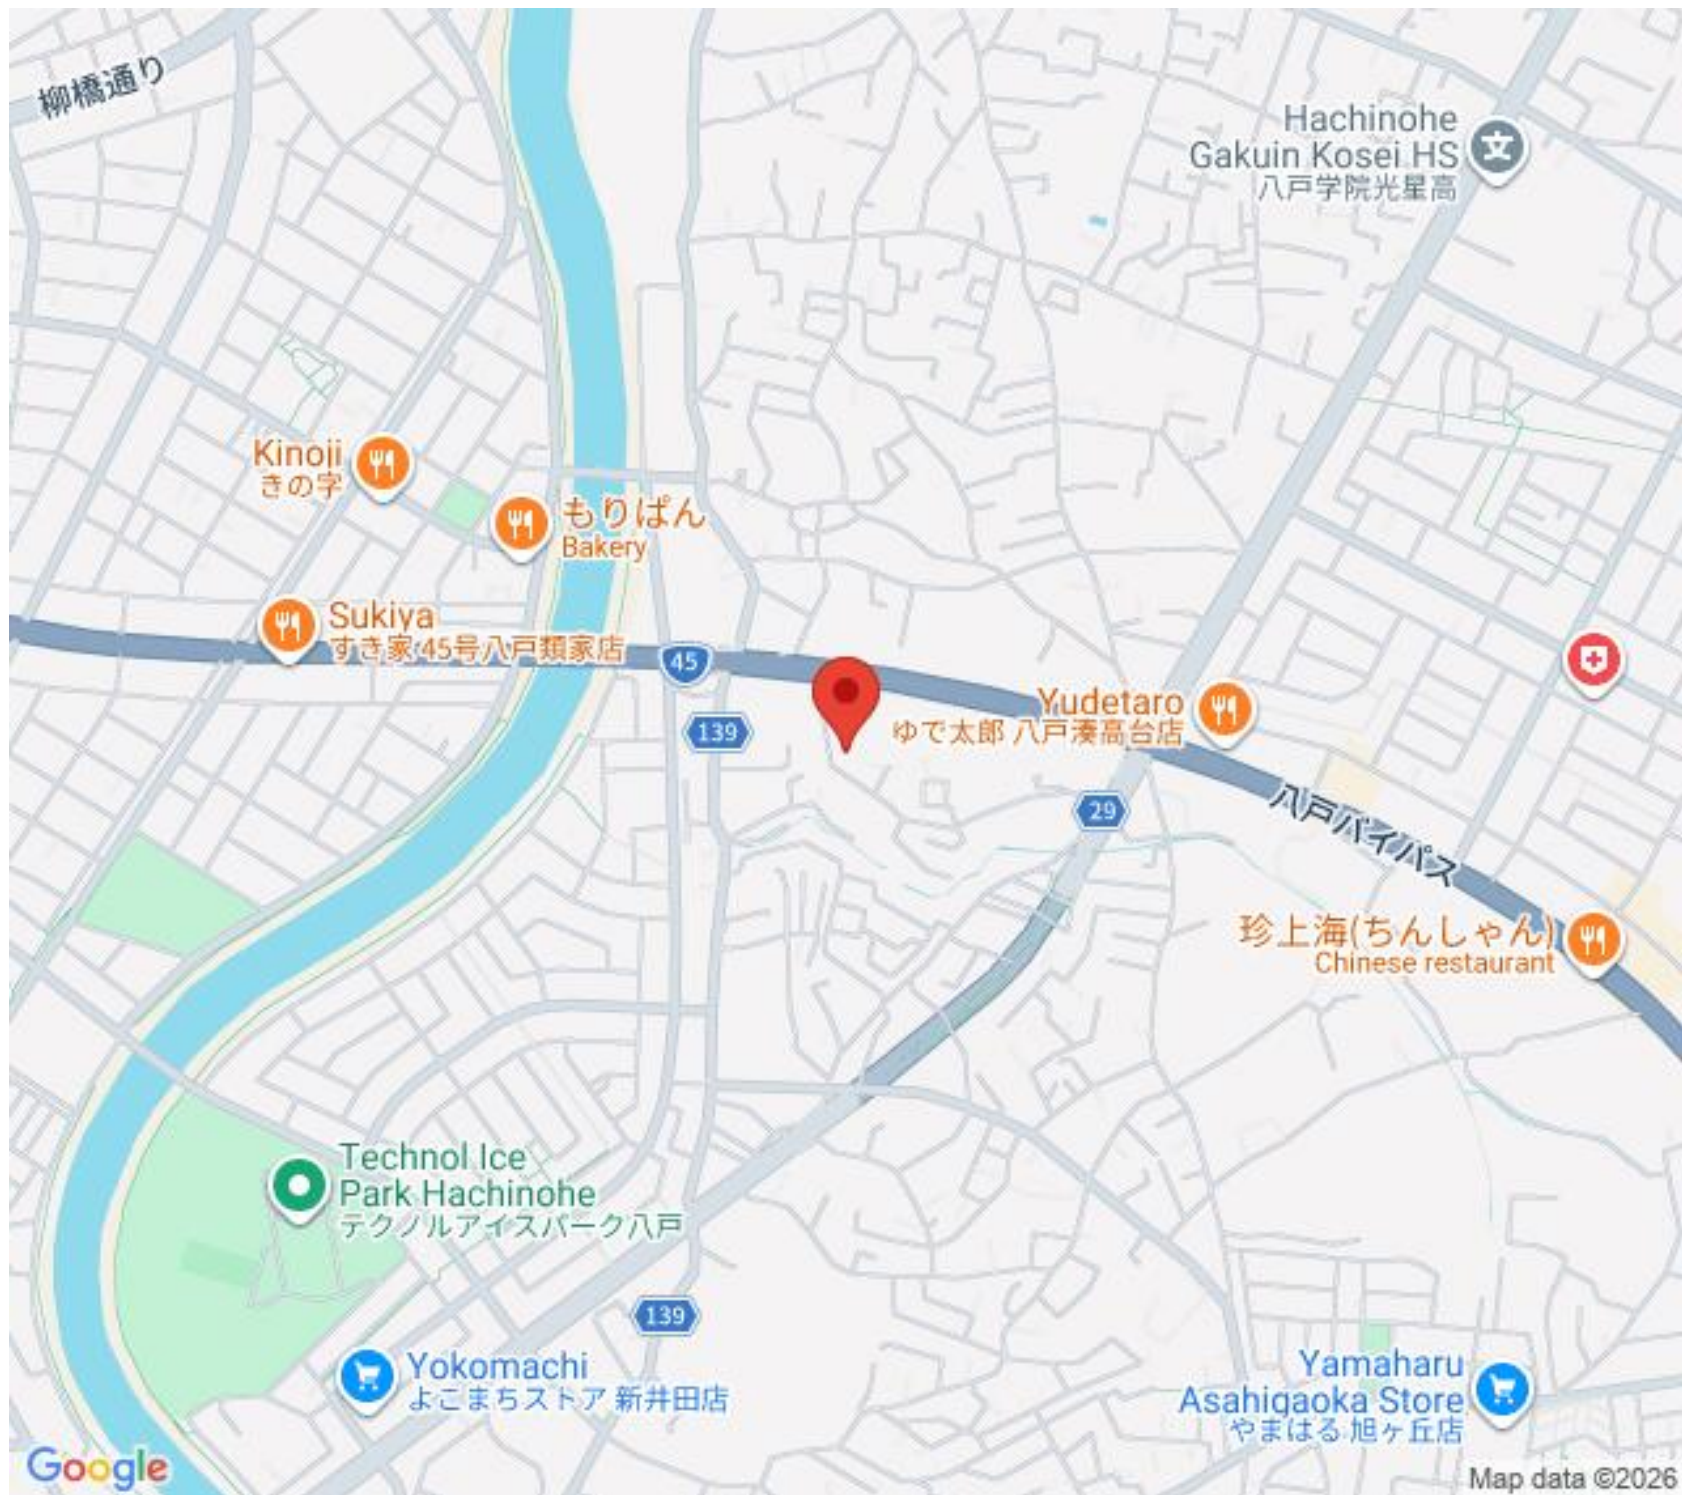 柳橋通り
Hachinohe
Gakuin Kosei HS
八戸学院光星高
Kinoji
きの字
もりぱん
Bakery
Sukiya
すき家 45号八戸類家店
45
139
Yudetaro
ゆで太郎 八戸湊高台店
29
八戸バイパス
珍上海(ちんしゃん)
Chinese restaurant
Technol Ice
Park Hachinohe
テクノルアイスパーク八戸
139
Yokomachi
よこまちストア 新井田店
Yamaharu
Asahigaoka Store
やまはる 旭ヶ丘店
Google
Map data ©2026